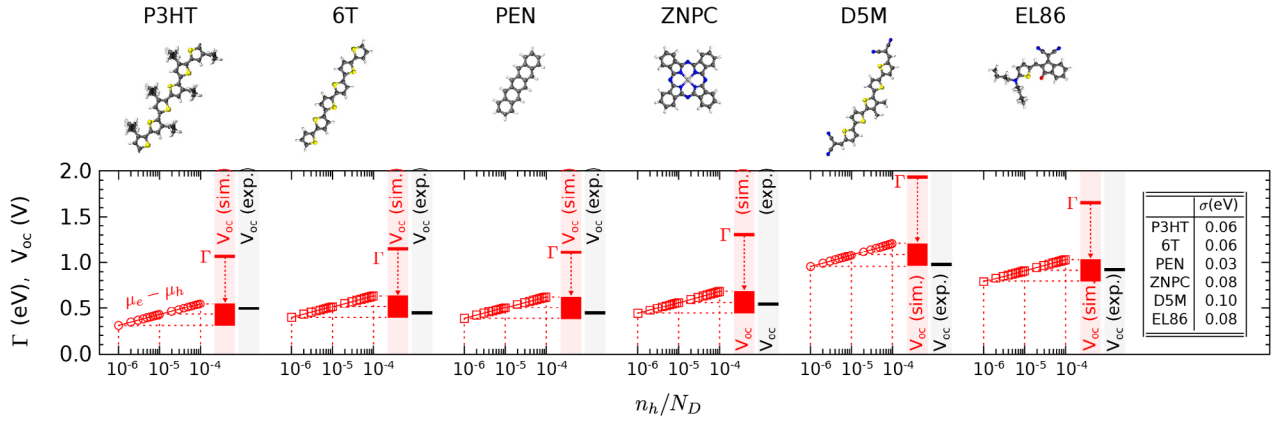 P3HT 6T PEN ZNPC D5M EL86
Γ (eV), V_oc (V)
2.0
1.5
1.0
0.5
0.0
Γ
μ_e − μ_h
V_oc (sim.)
V_oc (exp.)
10^-6 10^-5 10^-4
Γ
V_oc (sim.)
V_oc (exp.)
10^-6 10^-5 10^-4
Γ
V_oc (sim.)
V_oc (exp.)
10^-6 10^-5 10^-4
Γ
V_oc (sim.)
V_oc (exp.)
10^-6 10^-5 10^-4
Γ
V_oc (sim.)
V_oc (exp.)
10^-6 10^-5 10^-4
Γ
V_oc (sim.)
V_oc (exp.)
10^-6 10^-5 10^-4
n_h/N_D
σ(eV)
P3HT 0.06
6T 0.06
PEN 0.03
ZNPC 0.08
D5M 0.10
EL86 0.08